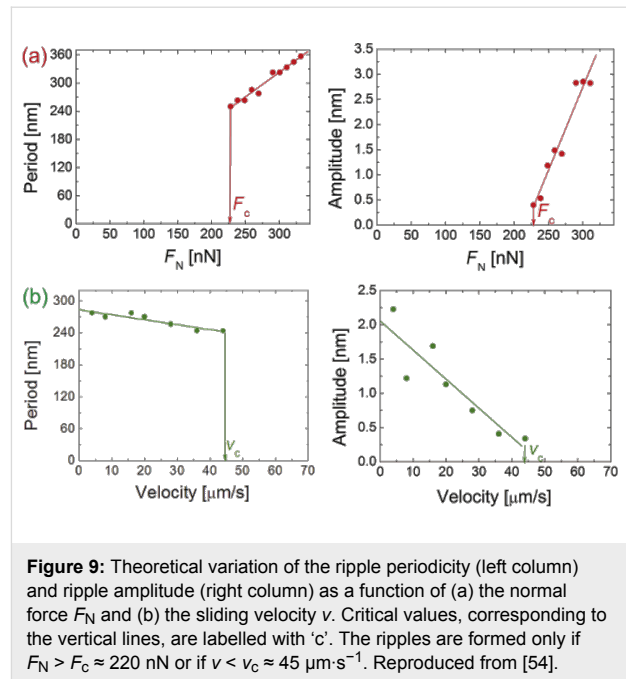 (a)
Period [nm]
360
300
240
180
120
60
0
0 50 100 150 200 250 300
F_c
F_N [nN]
Amplitude [nm]
3.5
3.0
2.5
2.0
1.5
1.0
0.5
0.0
0 50 100 150 200 250 300
F_c
F_N [nN]
(b)
Period [nm]
300
240
180
120
60
0
0 10 20 30 40 50 60 70
v_c
Velocity [μm/s]
Amplitude [nm]
2.5
2.0
1.5
1.0
0.5
0.0
0 10 20 30 40 50 60 70
v_c
Velocity [μm/s]
Figure 9: Theoretical variation of the ripple periodicity (left column)
and ripple amplitude (right column) as a function of (a) the normal
force F_N and (b) the sliding velocity v. Critical values, corresponding to
the vertical lines, are labelled with ‘c’. The ripples are formed only if
F_N > F_c ≈ 220 nN or if v < v_c ≈ 45 μm·s⁻¹. Reproduced from [54].